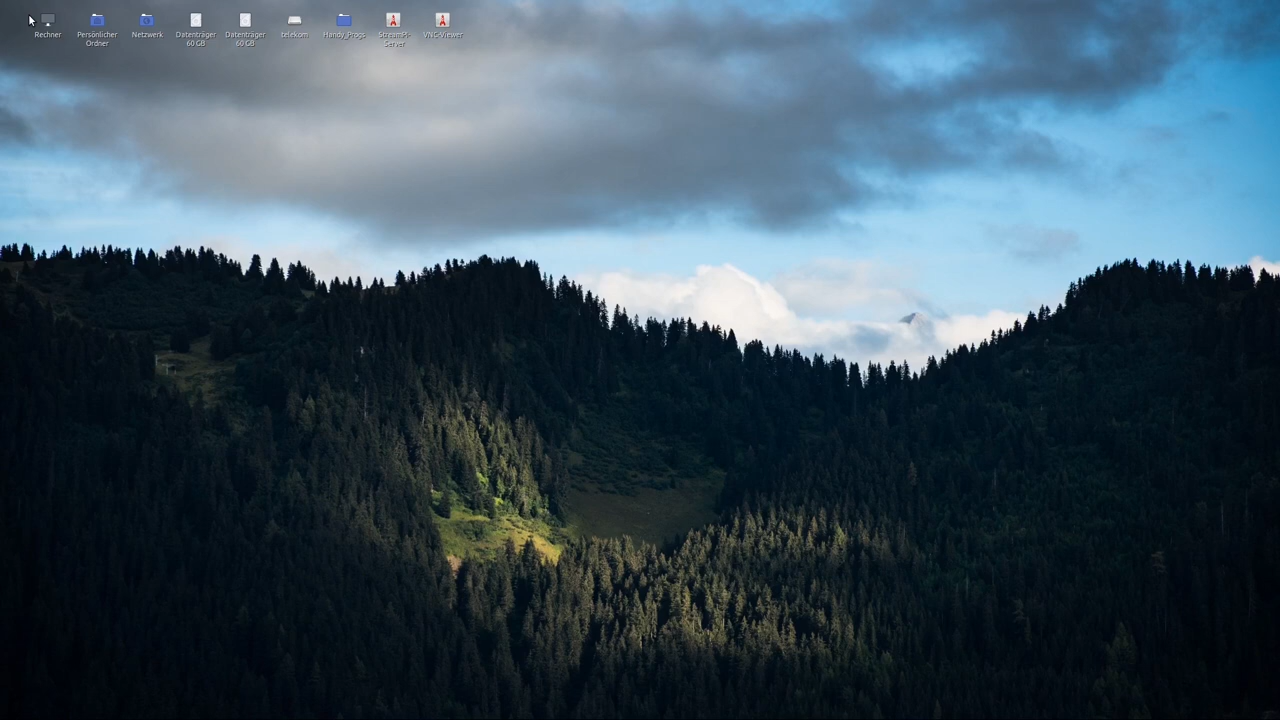 Rechner
Persönlicher Ordner
Netzwerk
Datenträger 60 GB
Datenträger 60 GB
telekom
Handy_Progs
StreamPi-Server
VNC-Viewer